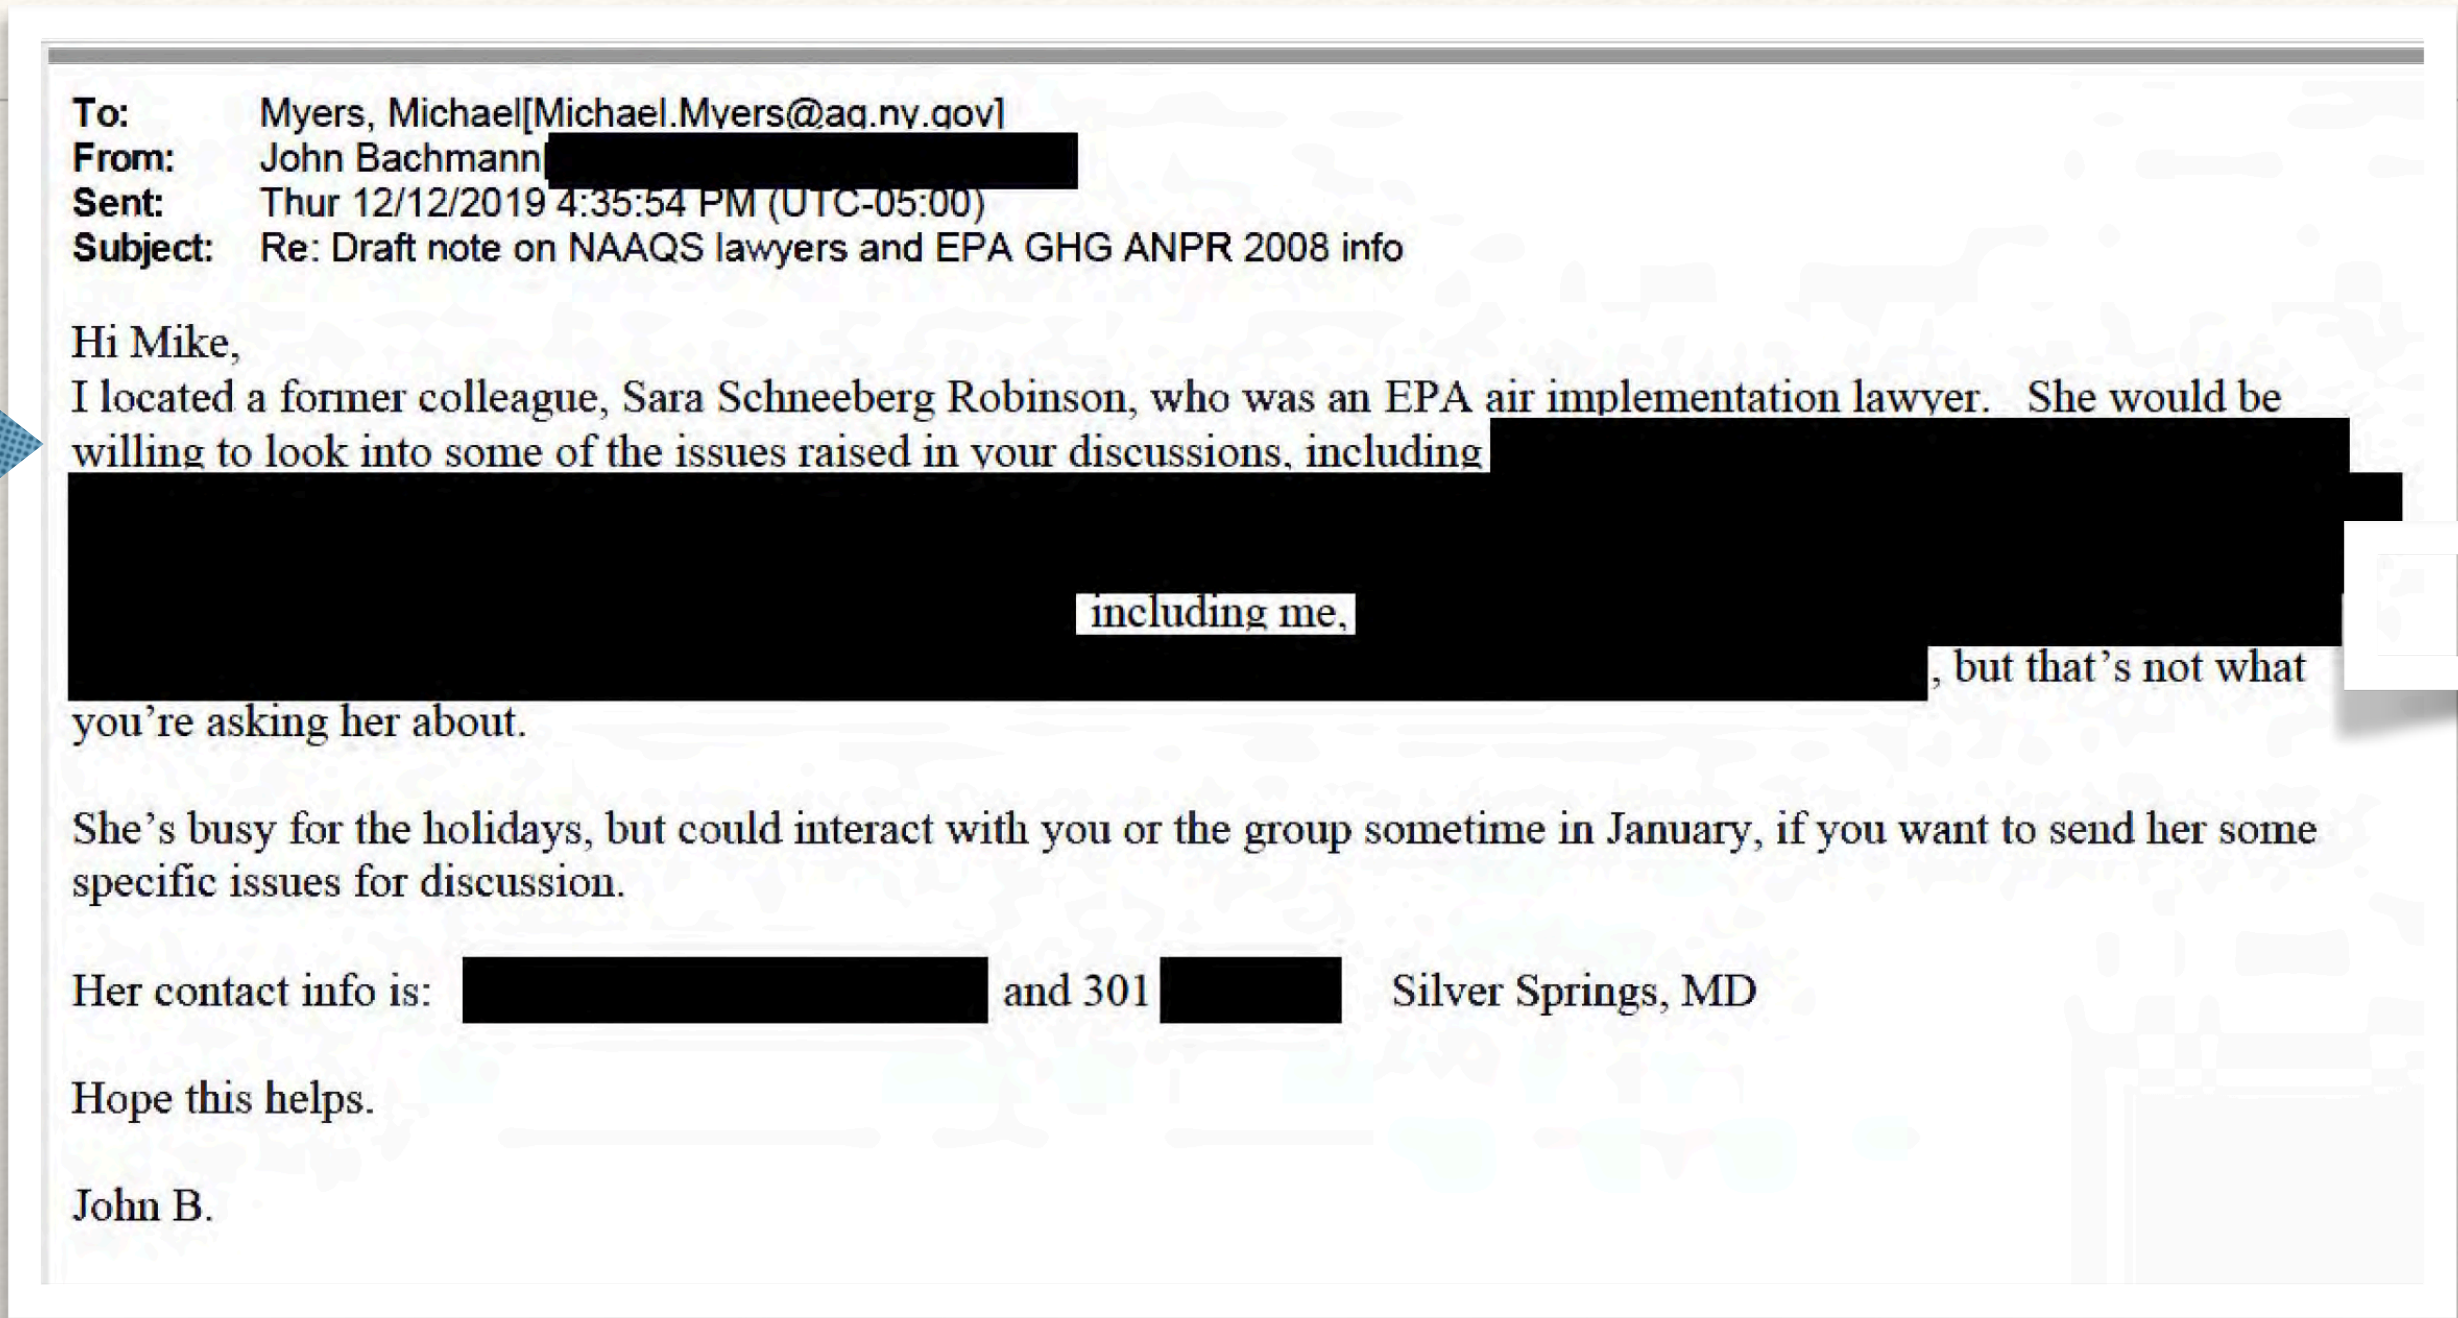 To: Myers, Michael[Michael.Myers@ag.ny.gov]
From: John Bachmann
Sent: Thur 12/12/2019 4:35:54 PM (UTC-05:00)
Subject: Re: Draft note on NAAQS lawyers and EPA GHG ANPR 2008 info
Hi Mike,
I located a former colleague, Sara Schneeberg Robinson, who was an EPA air implementation lawyer. She would be
willing to look into some of the issues raised in your discussions, including
including me,
, but that’s not what
you’re asking her about.
She’s busy for the holidays, but could interact with you or the group sometime in January, if you want to send her some
specific issues for discussion.
Her contact info is: and 301 Silver Springs, MD
Hope this helps.
John B.